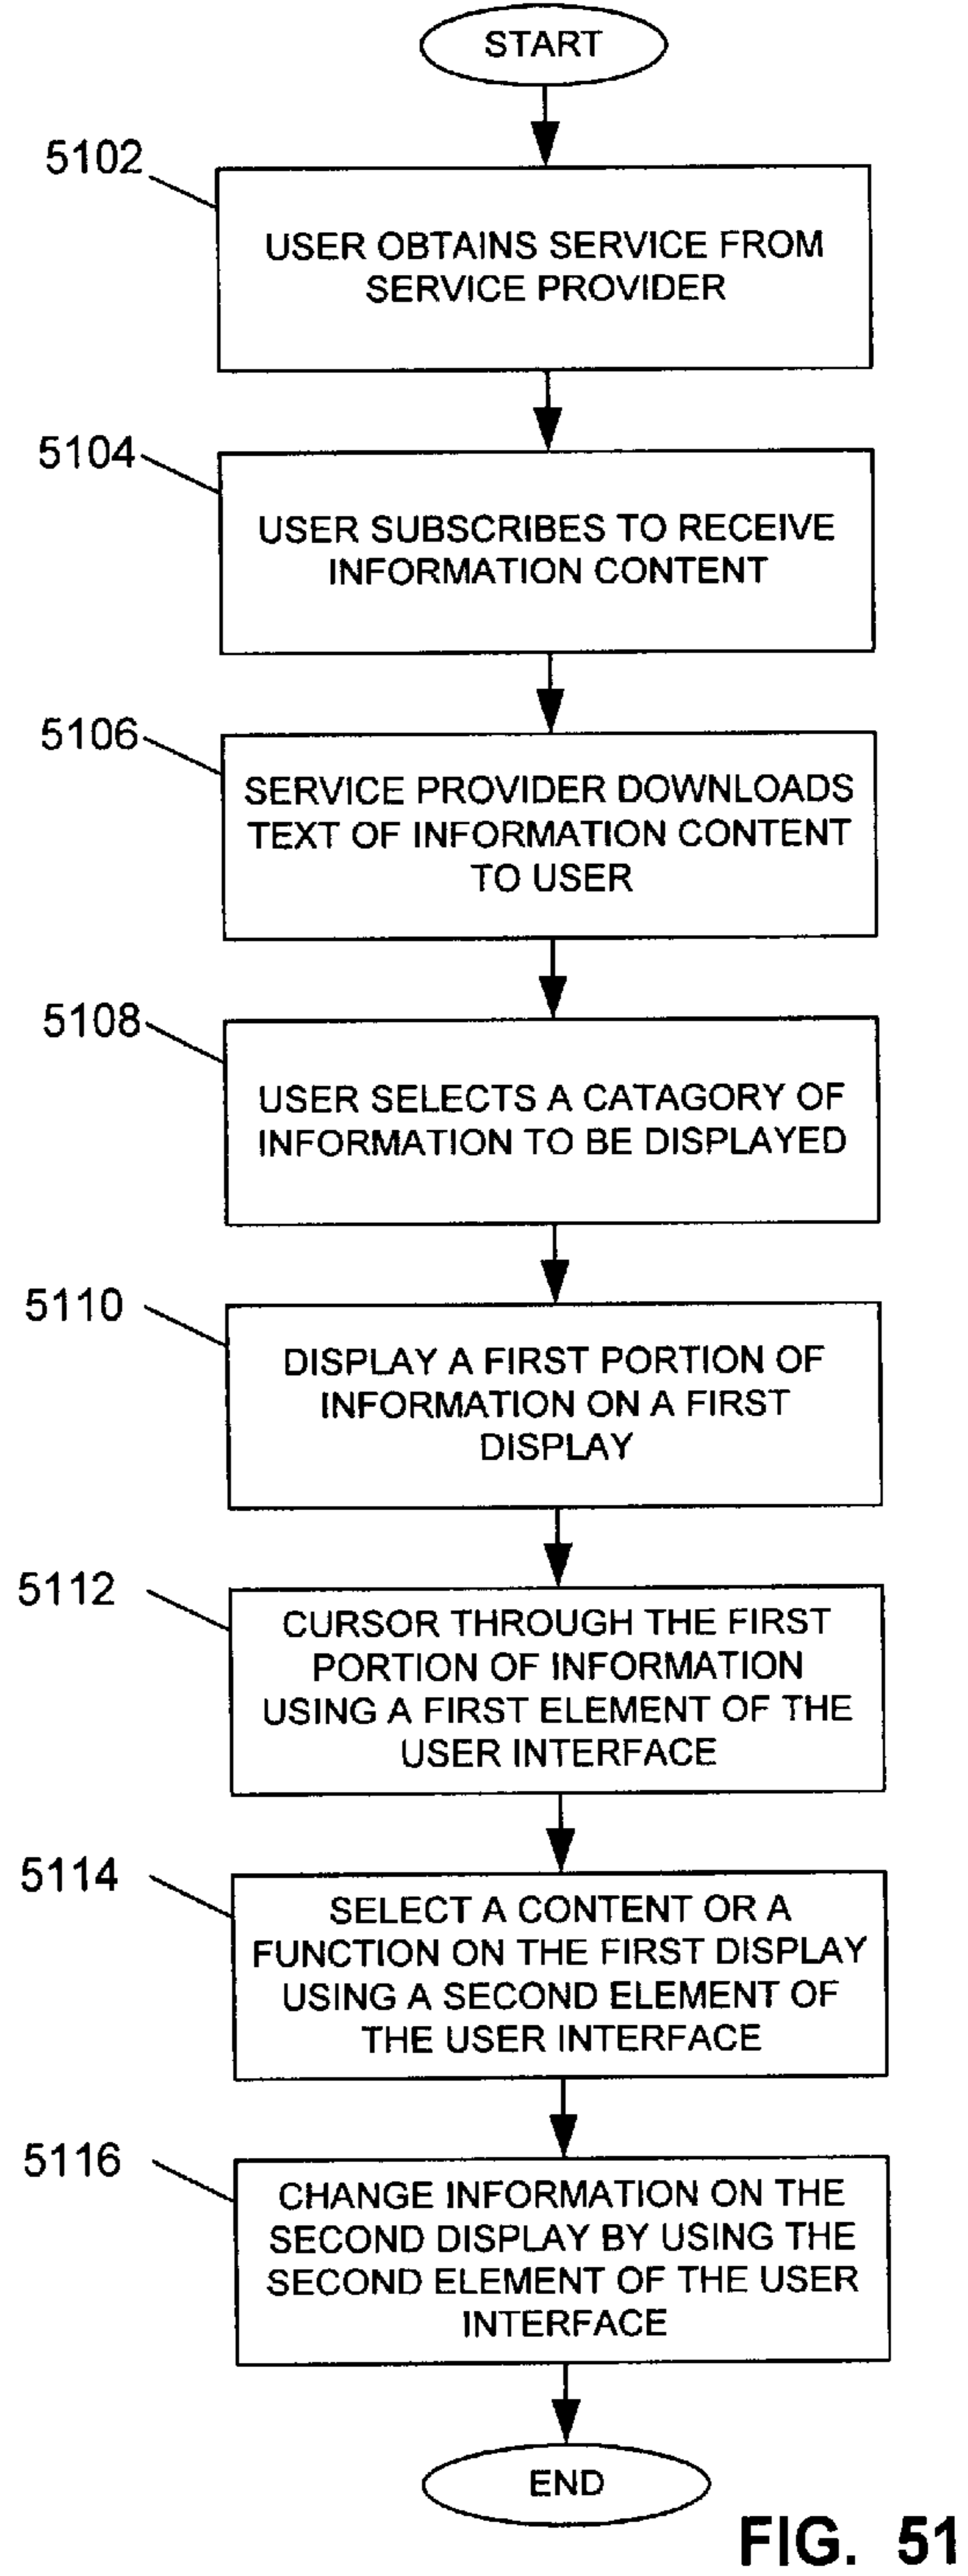 START
5102
USER OBTAINS SERVICE FROM
SERVICE PROVIDER
5104
USER SUBSCRIBES TO RECEIVE
INFORMATION CONTENT
5106
SERVICE PROVIDER DOWNLOADS
TEXT OF INFORMATION CONTENT
TO USER
5108
USER SELECTS A CATAGORY OF
INFORMATION TO BE DISPLAYED
5110
DISPLAY A FIRST PORTION OF
INFORMATION ON A FIRST
DISPLAY
5112
CURSOR THROUGH THE FIRST
PORTION OF INFORMATION
USING A FIRST ELEMENT OF THE
USER INTERFACE
5114
SELECT A CONTENT OR A
FUNCTION ON THE FIRST DISPLAY
USING A SECOND ELEMENT OF
THE USER INTERFACE
5116
CHANGE INFORMATION ON THE
SECOND DISPLAY BY USING THE
SECOND ELEMENT OF THE USER
INTERFACE
END
FIG. 51